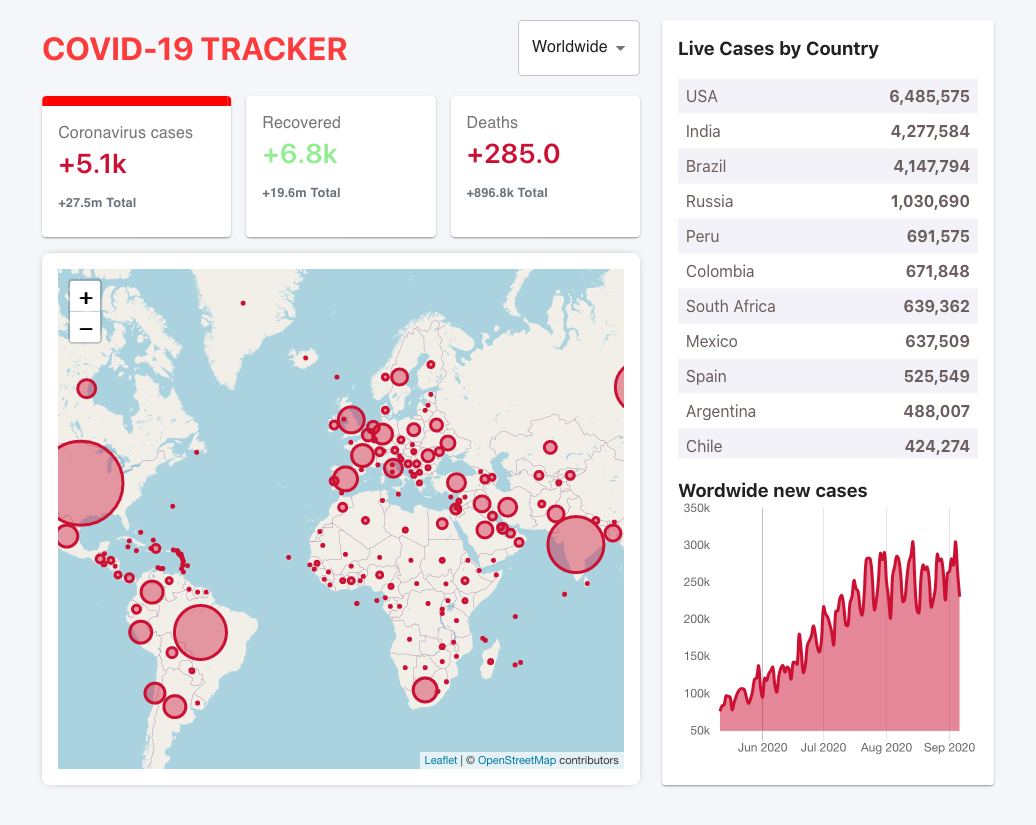 COVID-19 TRACKER
Worldwide
Coronavirus cases
+5.1k
+27.5m Total
Recovered
+6.8k
+19.6m Total
Deaths
+285.0
+896.8k Total
+
−
Leaflet | © OpenStreetMap contributors
Live Cases by Country
USA 6,485,575
India 4,277,584
Brazil 4,147,794
Russia 1,030,690
Peru 691,575
Colombia 671,848
South Africa 639,362
Mexico 637,509
Spain 525,549
Argentina 488,007
Chile 424,274
Wordwide new cases
350k
300k
250k
200k
150k
100k
50k
Jun 2020 Jul 2020 Aug 2020 Sep 2020